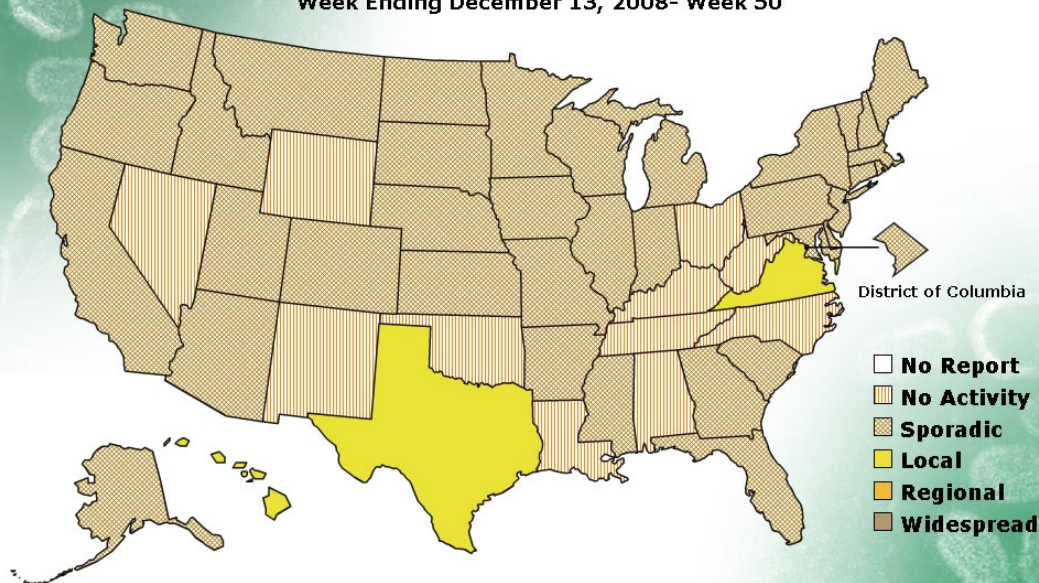 Week Ending December 13, 2008- Week 50
District of Columbia
No Report
No Activity
Sporadic
Local
Regional
Widespread